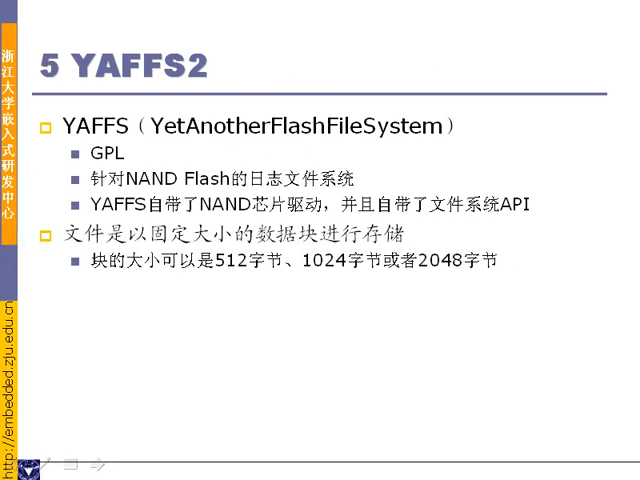 5 YAFFS2
YAFFS（YetAnotherFlashFileSystem）
GPL
针对NAND Flash的日志文件系统
YAFFS自带了NAND芯片驱动，并且自带了文件系统API
文件是以固定大小的数据块进行存储
块的大小可以是512字节、1024字节或者2048字节
浙江大学嵌入式研发中心
http://embedded.zju.edu.cn